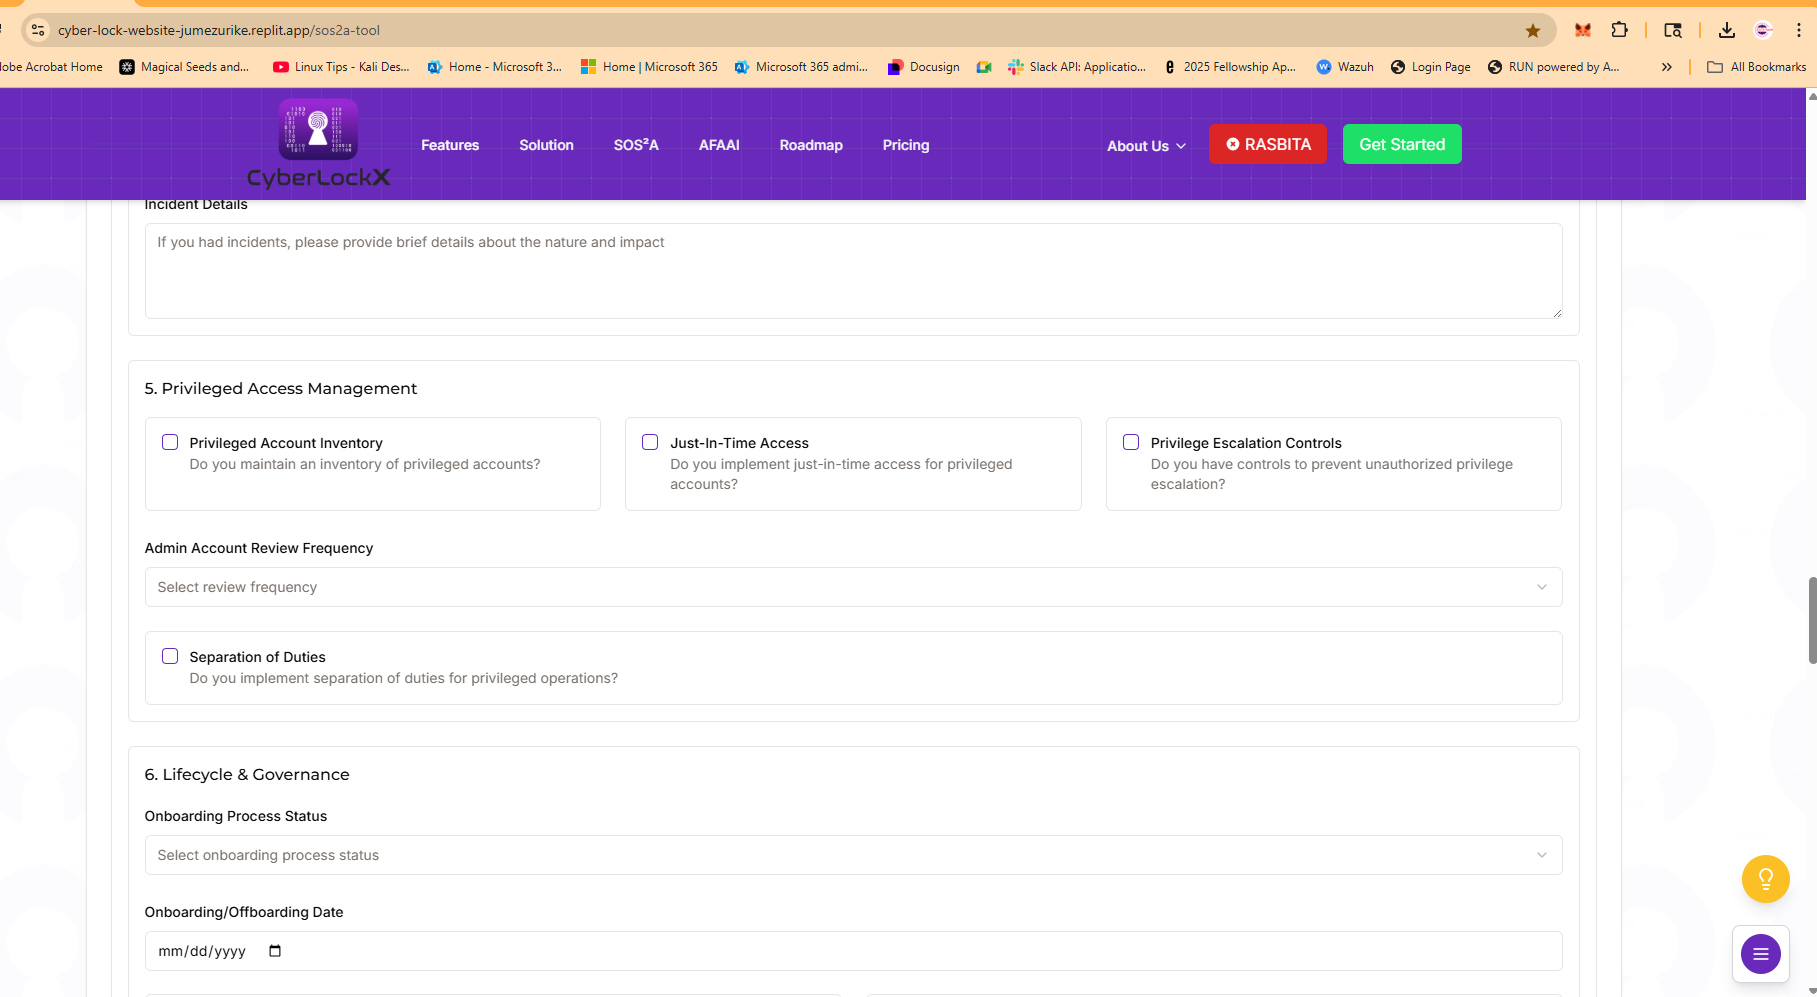 cyber-lock-website-jumezurike.replit.app/sos2a-tool
lobe Acrobat Home Magical Seeds and... Linux Tips - Kali Des... Home - Microsoft 3... Home | Microsoft 365 Microsoft 365 admi... Docusign Slack API: Applicatio... 2025 Fellowship Ap... Wazuh Login Page RUN powered by A... » All Bookmarks
CyberLockX
Features Solution SOS²A AFAAI Roadmap Pricing About Us RASBITA Get Started
Incident Details
If you had incidents, please provide brief details about the nature and impact
5. Privileged Access Management
Privileged Account Inventory
Do you maintain an inventory of privileged accounts?
Just-In-Time Access
Do you implement just-in-time access for privileged
accounts?
Privilege Escalation Controls
Do you have controls to prevent unauthorized privilege
escalation?
Admin Account Review Frequency
Select review frequency
Separation of Duties
Do you implement separation of duties for privileged operations?
6. Lifecycle & Governance
Onboarding Process Status
Select onboarding process status
Onboarding/Offboarding Date
mm/dd/yyyy